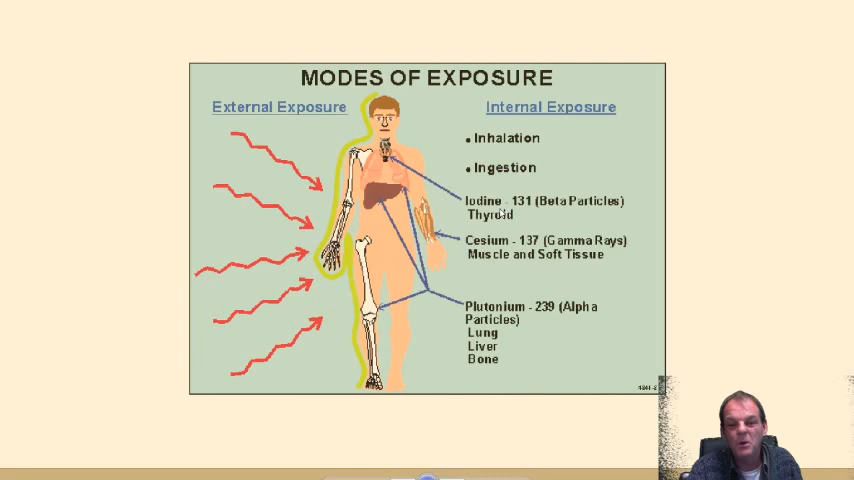 MODES OF EXPOSURE
External Exposure
Internal Exposure
• Inhalation
• Ingestion
Iodine - 131 (Beta Particles)
Thyroid
Cesium - 137 (Gamma Rays)
Muscle and Soft Tissue
Plutonium - 239 (Alpha
Particles)
Lung
Liver
Bone